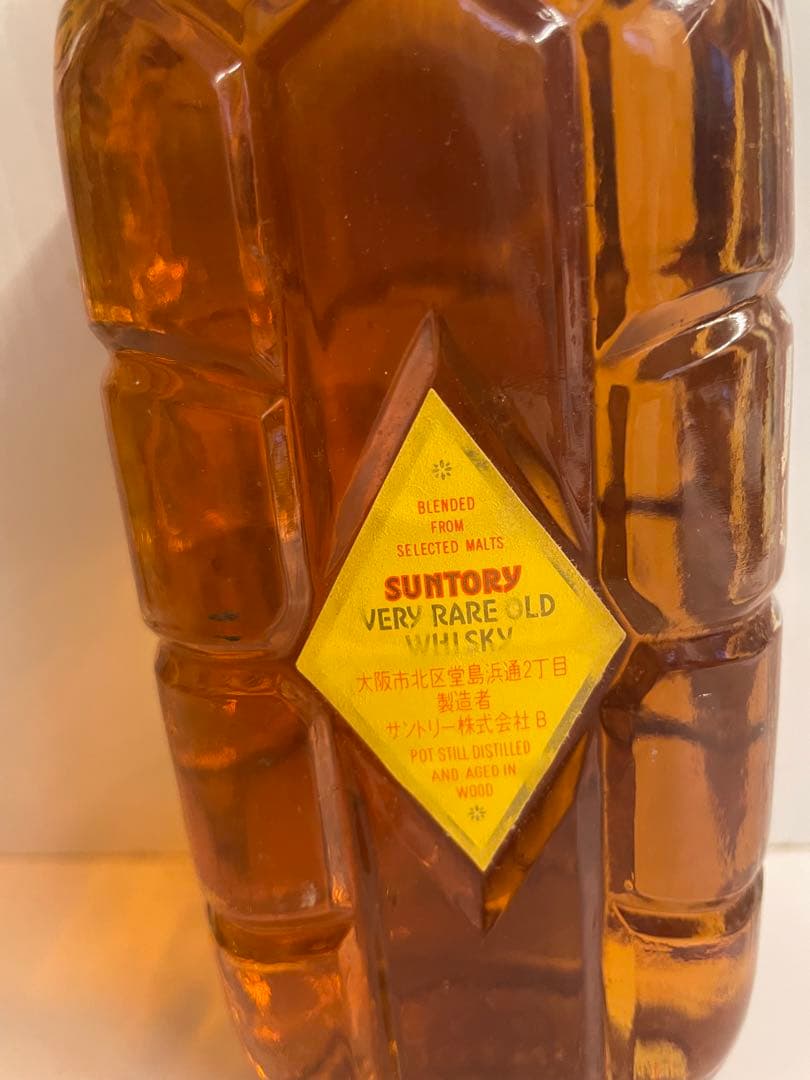 BLENDED
FROM
SELECTED MALTS
SUNTORY
VERY RARE OLD
WHISKY
大阪市北区堂島浜通2丁目
製造者
サントリー株式会社 B
POT STILL DISTILLED
AND AGED IN
WOOD